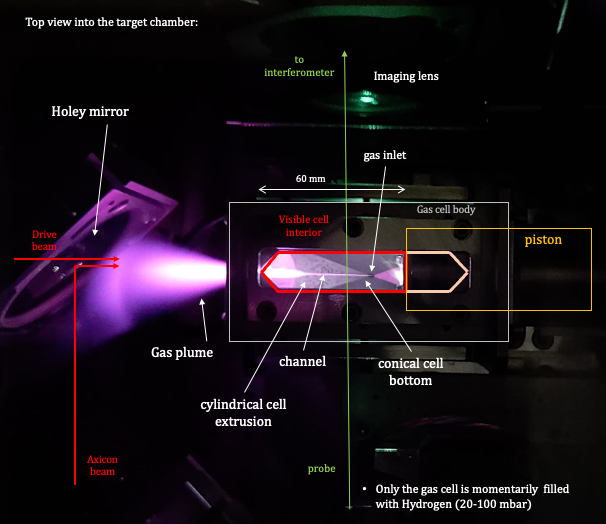 Top view into the target chamber:
to
interferometer
Imaging lens
Holey mirror
gas inlet
60 mm
Gas cell body
Visible cell
interior
Drive
beam
piston
Gas plume
channel
conical cell
bottom
cylindrical cell
extrusion
Axicon
beam
probe
• Only the gas cell is momentarily filled
with Hydrogen (20-100 mbar)